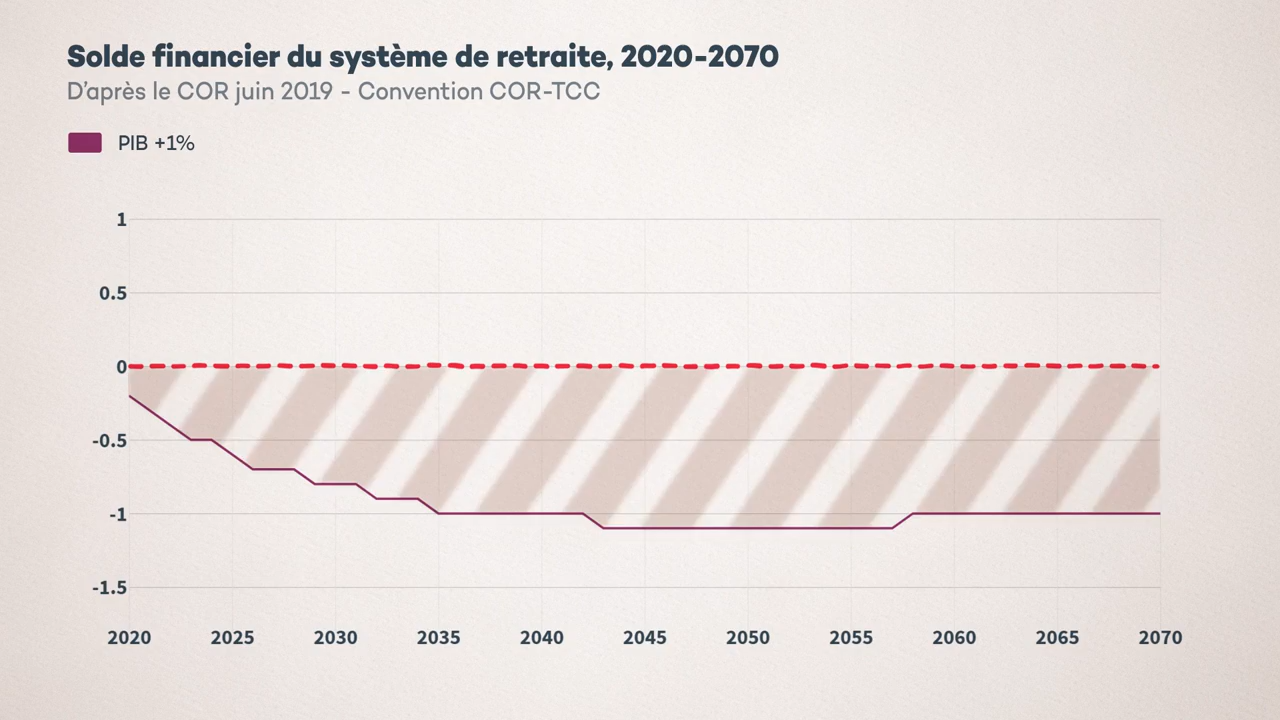 Solde financier du système de retraite, 2020-2070
D'après le COR juin 2019 - Convention COR-TCC
PIB +1%
1
0.5
0
-0.5
-1
-1.5
2020 2025 2030 2035 2040 2045 2050 2055 2060 2065 2070